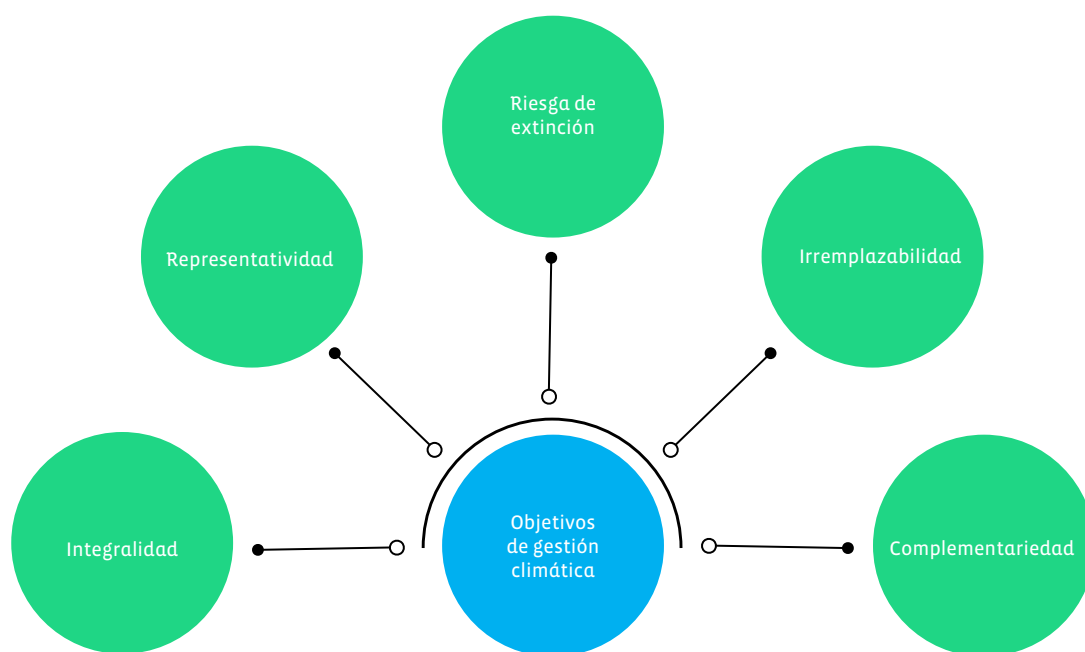 Riesga de
extinción
Representatividad
Irremplazabilidad
Integralidad
Objetivos
de gestión
climática
Complementariedad